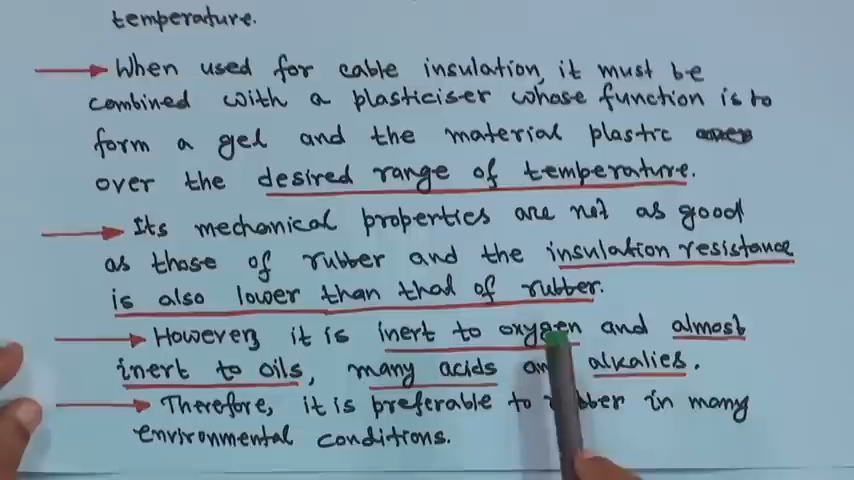 temperature.
When used for cable insulation, it must be
combined with a plasticiser whose function is to
form a gel and the material plastic
over the desired range of temperature.
Its mechanical properties are not as good
as those of rubber and the insulation resistance
is also lower than that of rubber.
However, it is inert to oxygen and almost
inert to oils, many acids an alkalies.
Therefore, it is preferable to rubber in many
environmental conditions.